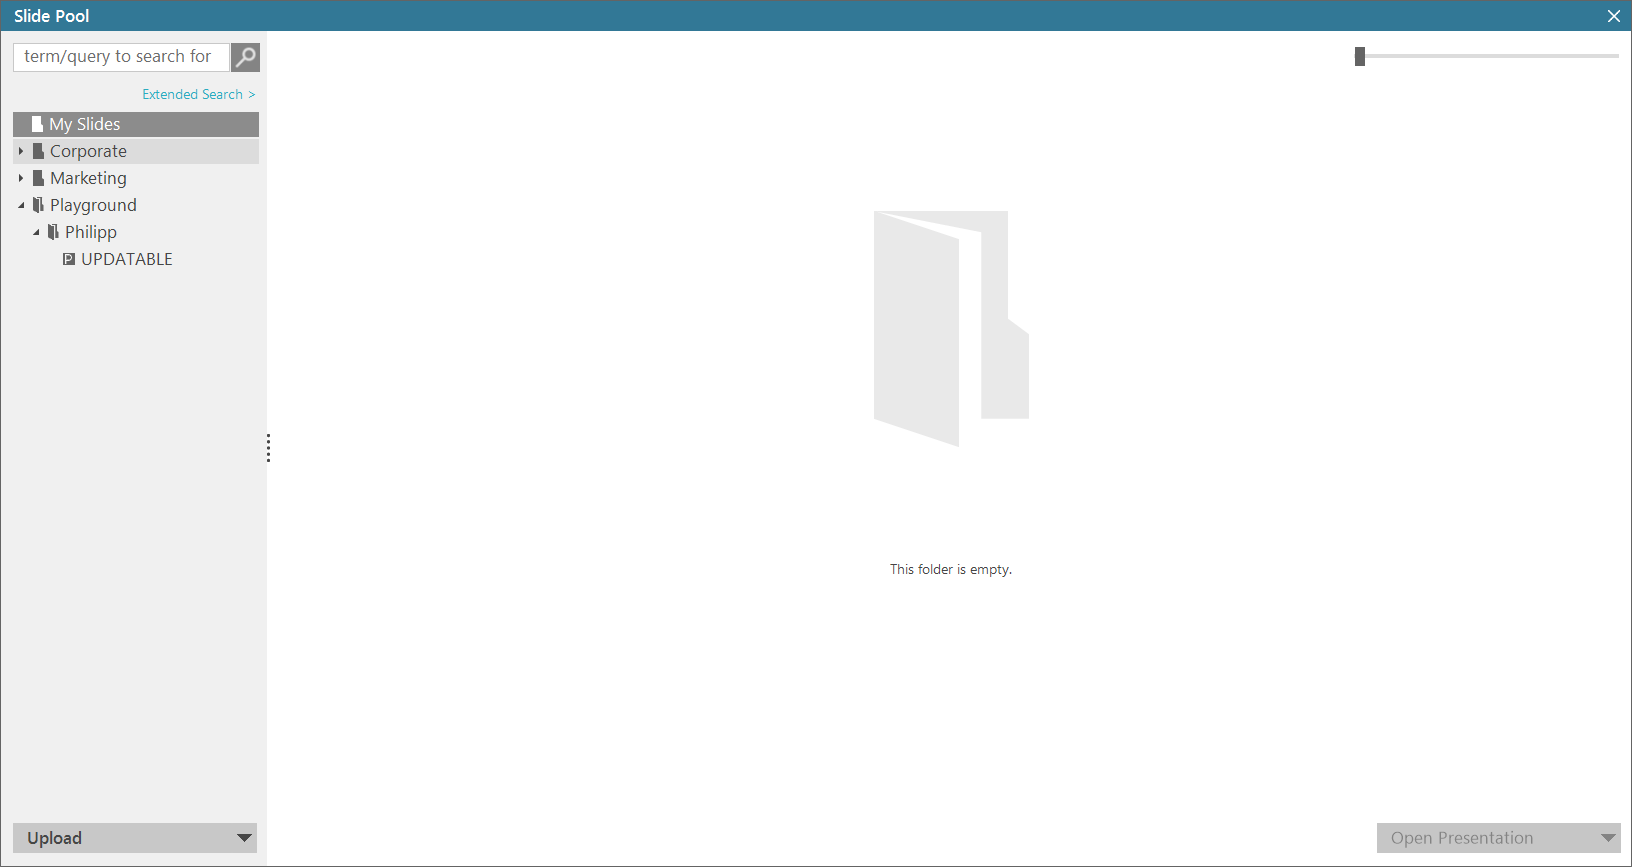 Slide Pool
term/query to search for
Extended Search >
My Slides
Corporate
Marketing
Playground
Philipp
P UPDATABLE
This folder is empty.
Upload
Open Presentation